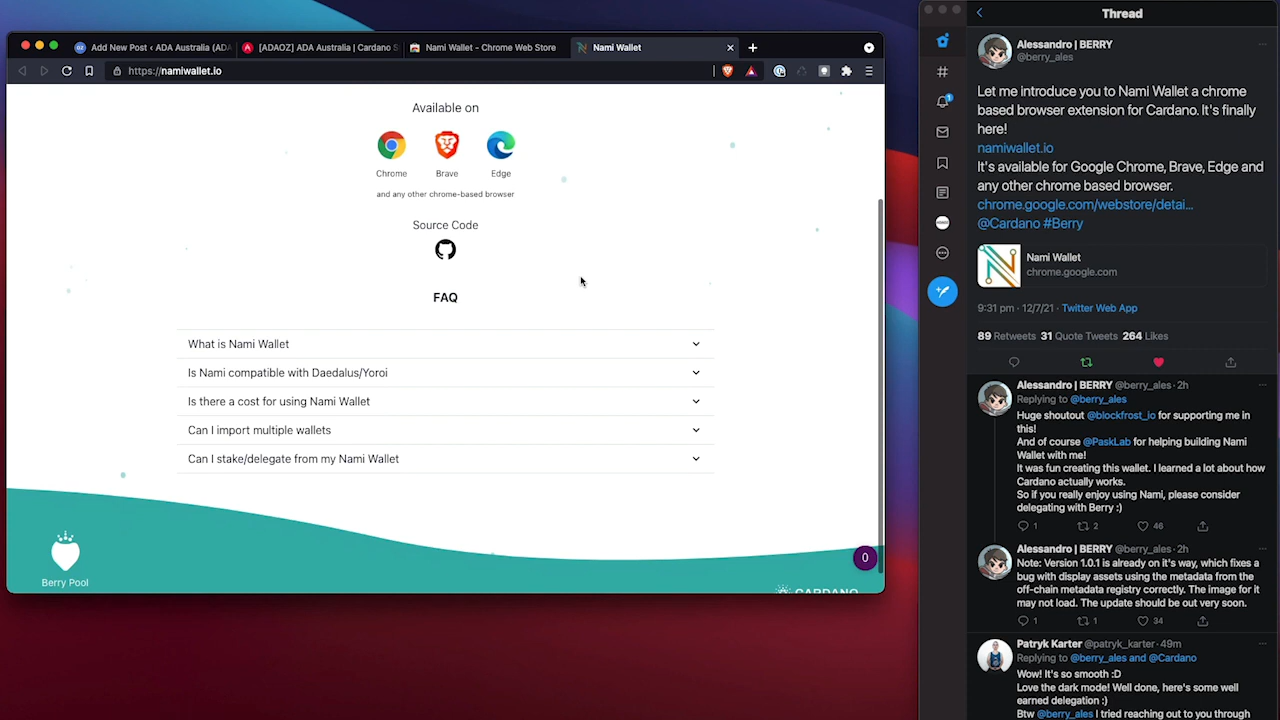 Add New Post ‹ ADA Australia (ADA
[ADAOZ] ADA Australia | Cardano S
Nami Wallet - Chrome Web Store
Nami Wallet
https://namiwallet.io
Available on
Chrome
Brave
Edge
and any other chrome-based browser
Source Code
FAQ
What is Nami Wallet
Is Nami compatible with Daedalus/Yoroi
Is there a cost for using Nami Wallet
Can I import multiple wallets
Can I stake/delegate from my Nami Wallet
Berry Pool
0
CARDANO
Thread
Alessandro | BERRY
@berry_ales
Let me introduce you to Nami Wallet a chrome
based browser extension for Cardano. It's finally
here!
namiwallet.io
It's available for Google Chrome, Brave, Edge and
any other chrome based browser.
chrome.google.com/webstore/detai...
@Cardano #Berry
Nami Wallet
chrome.google.com
9:31 pm · 12/7/21 · Twitter Web App
89 Retweets 31 Quote Tweets 264 Likes
Alessandro | BERRY @berry_ales · 2h
Replying to @berry_ales
Huge shoutout @blockfrost_io for supporting me in
this!
And of course @PaskLab for helping building Nami
Wallet with me!
It was fun creating this wallet. I learned a lot about how
Cardano actually works.
So if you really enjoy using Nami, please consider
delegating with Berry :)
1 2 46
Alessandro | BERRY @berry_ales · 2h
Note: Version 1.0.1 is already on it's way, which fixes a
bug with display assets using the metadata from the
off-chain metadata registry correctly. The image for it
may not load. The update should be out very soon.
1 1 34
Patryk Karter @patryk_karter · 49m
Replying to @berry_ales and @Cardano
Wow! It's so smooth :D
Love the dark mode! Well done, here's some well
earned delegation :)
Btw @berry_ales I tried reaching out to you through